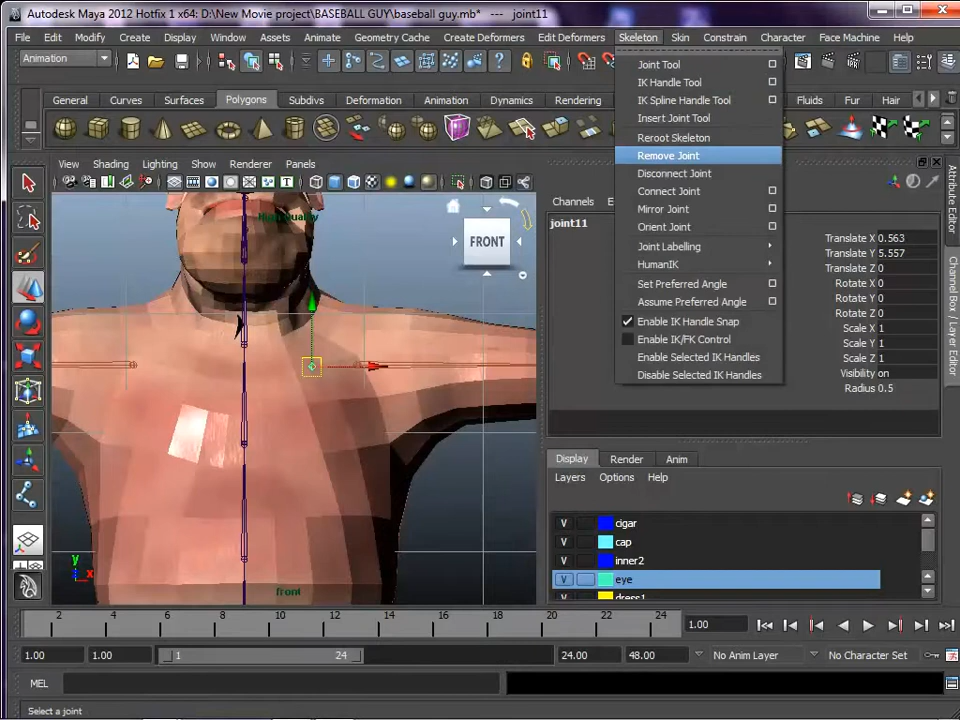 Autodesk Maya 2012 Hotfix 1 x64: D:\New Movie project\BASEBALL GUY\baseball guy.mb* --- joint11
File Edit Modify Create Display Window Assets Animate Geometry Cache Create Deformers Edit Deformers Skeleton Skin Constrain Character Face Machine Help
Animation
General Curves Surfaces Polygons Subdivs Deformation Animation Dynamics Rendering Fluids Fur Hair
Joint Tool
IK Handle Tool
IK Spline Handle Tool
Insert Joint Tool
Reroot Skeleton
Remove Joint
Disconnect Joint
Connect Joint
Mirror Joint
Orient Joint
Joint Labelling
HumanIK
Set Preferred Angle
Assume Preferred Angle
Enable IK Handle Snap
Enable IK/FK Control
Enable Selected IK Handles
Disable Selected IK Handles
View Shading Lighting Show Renderer Panels
High Quality
FRONT
front
y
x
Channels
joint11
Translate X 0.563
Translate Y 5.557
Translate Z 0
Rotate X 0
Rotate Y 0
Rotate Z 0
Scale X 1
Scale Y 1
Scale Z 1
Visibility on
Radius 0.5
Attribute Editor
Channel Box / Layer Editor
Display Render Anim
Layers Options Help
V cigar
V cap
V inner2
V eye
V dress1
2 4 6 8 10 12 14 16 18 20 22 24
1.00
1.00 1.00 1 24 24.00 48.00 No Anim Layer No Character Set
MEL
Select a joint